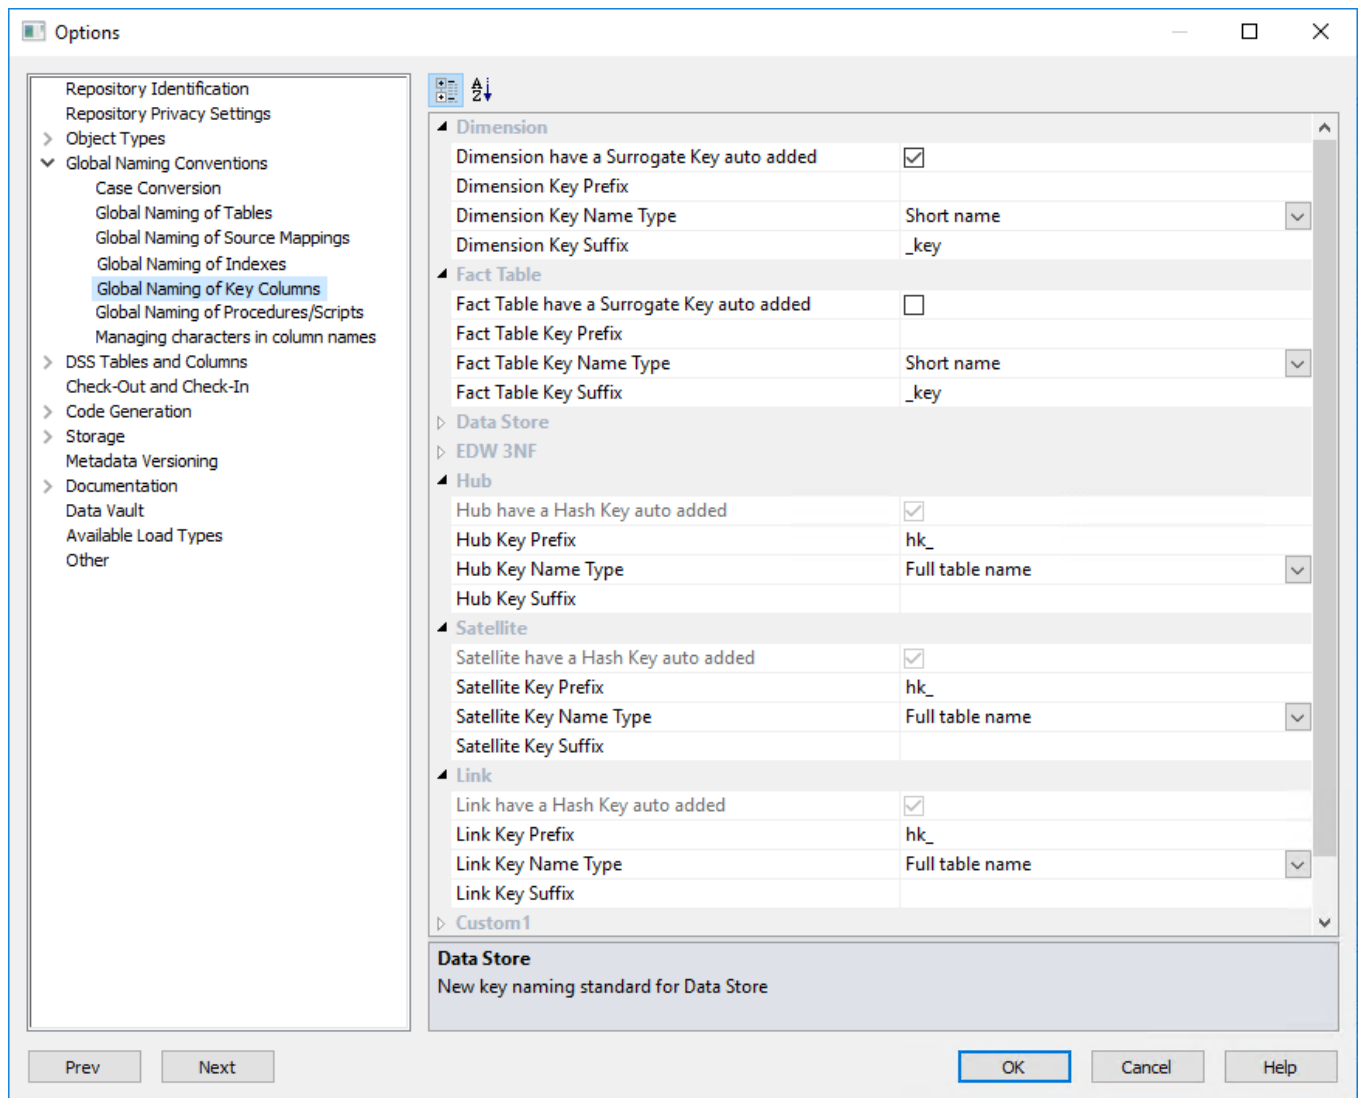 Options
Repository Identification
Repository Privacy Settings
Object Types
Global Naming Conventions
Case Conversion
Global Naming of Tables
Global Naming of Source Mappings
Global Naming of Indexes
Global Naming of Key Columns
Global Naming of Procedures/Scripts
Managing characters in column names
DSS Tables and Columns
Check-Out and Check-In
Code Generation
Storage
Metadata Versioning
Documentation
Data Vault
Available Load Types
Other
Dimension
Dimension have a Surrogate Key auto added
Dimension Key Prefix
Dimension Key Name Type Short name
Dimension Key Suffix _key
Fact Table
Fact Table have a Surrogate Key auto added
Fact Table Key Prefix
Fact Table Key Name Type Short name
Fact Table Key Suffix _key
Data Store
EDW 3NF
Hub
Hub have a Hash Key auto added
Hub Key Prefix hk_
Hub Key Name Type Full table name
Hub Key Suffix
Satellite
Satellite have a Hash Key auto added
Satellite Key Prefix hk_
Satellite Key Name Type Full table name
Satellite Key Suffix
Link
Link have a Hash Key auto added
Link Key Prefix hk_
Link Key Name Type Full table name
Link Key Suffix
Custom1
Data Store
New key naming standard for Data Store
Prev Next OK Cancel Help